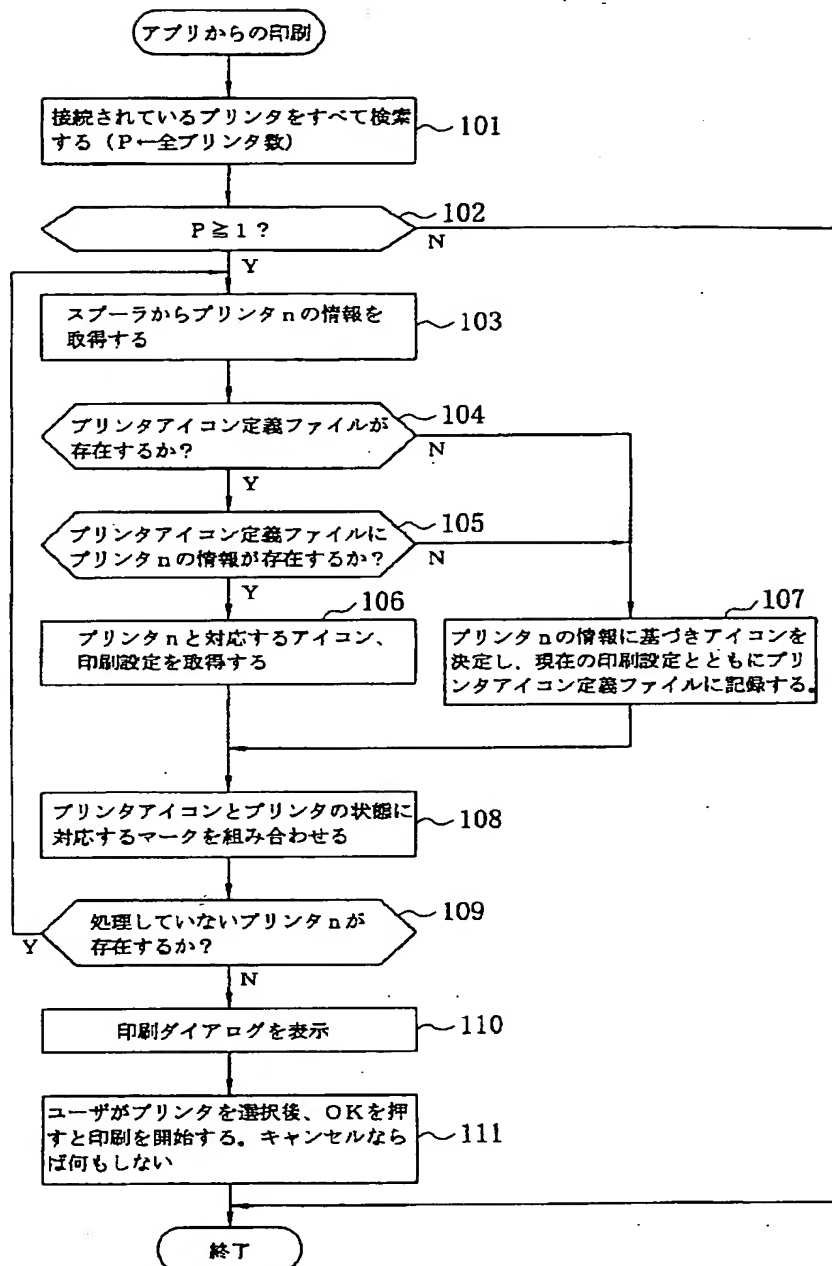 アプリからの印刷
接続されているプリンタをすべて検索
する（P←全プリンタ数）
101
102
P≧1？
N
Y
スプーラからプリンタnの情報を
取得する
103
104
プリンタアイコン定義ファイルが
存在するか？
N
Y
105
プリンタアイコン定義ファイルに
プリンタnの情報が存在するか？
N
Y
106
プリンタnと対応するアイコン、
印刷設定を取得する
107
プリンタnの情報に基づきアイコンを
決定し、現在の印刷設定とともにプリ
ンタアイコン定義ファイルに記録する。
プリンタアイコンとプリンタの状態に
対応するマークを組み合わせる
108
109
処理していないプリンタnが
存在するか？
Y
N
印刷ダイアログを表示
110
ユーザがプリンタを選択後、OKを押
すと印刷を開始する。キャンセルなら
ば何もしない
111
終了